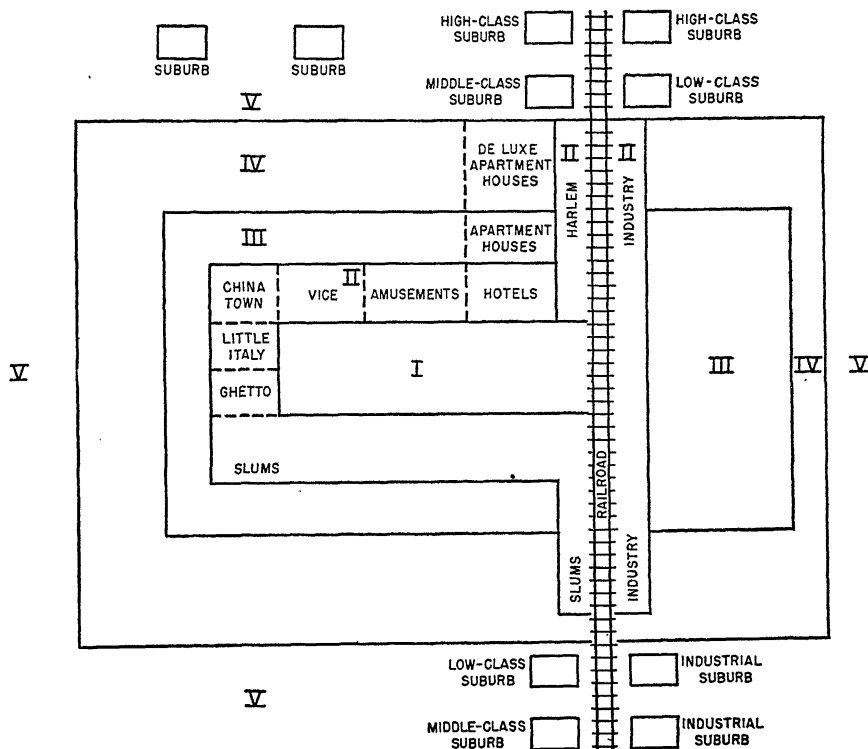 HIGH-CLASS
SUBURB
HIGH-CLASS
SUBURB
SUBURB
SUBURB
MIDDLE-CLASS
SUBURB
LOW-CLASS
SUBURB
V
IV
DE LUXE
APARTMENT
HOUSES
II
II
HARLEM
INDUSTRY
III
APARTMENT
HOUSES
CHINA
TOWN
VICE
II
AMUSEMENTS
HOTELS
LITTLE
ITALY
GHETTO
I
V
III
IV
V
SLUMS
RAILROAD
SLUMS
INDUSTRY
LOW-CLASS
SUBURB
INDUSTRIAL
SUBURB
V
MIDDLE-CLASS
SUBURB
INDUSTRIAL
SUBURB